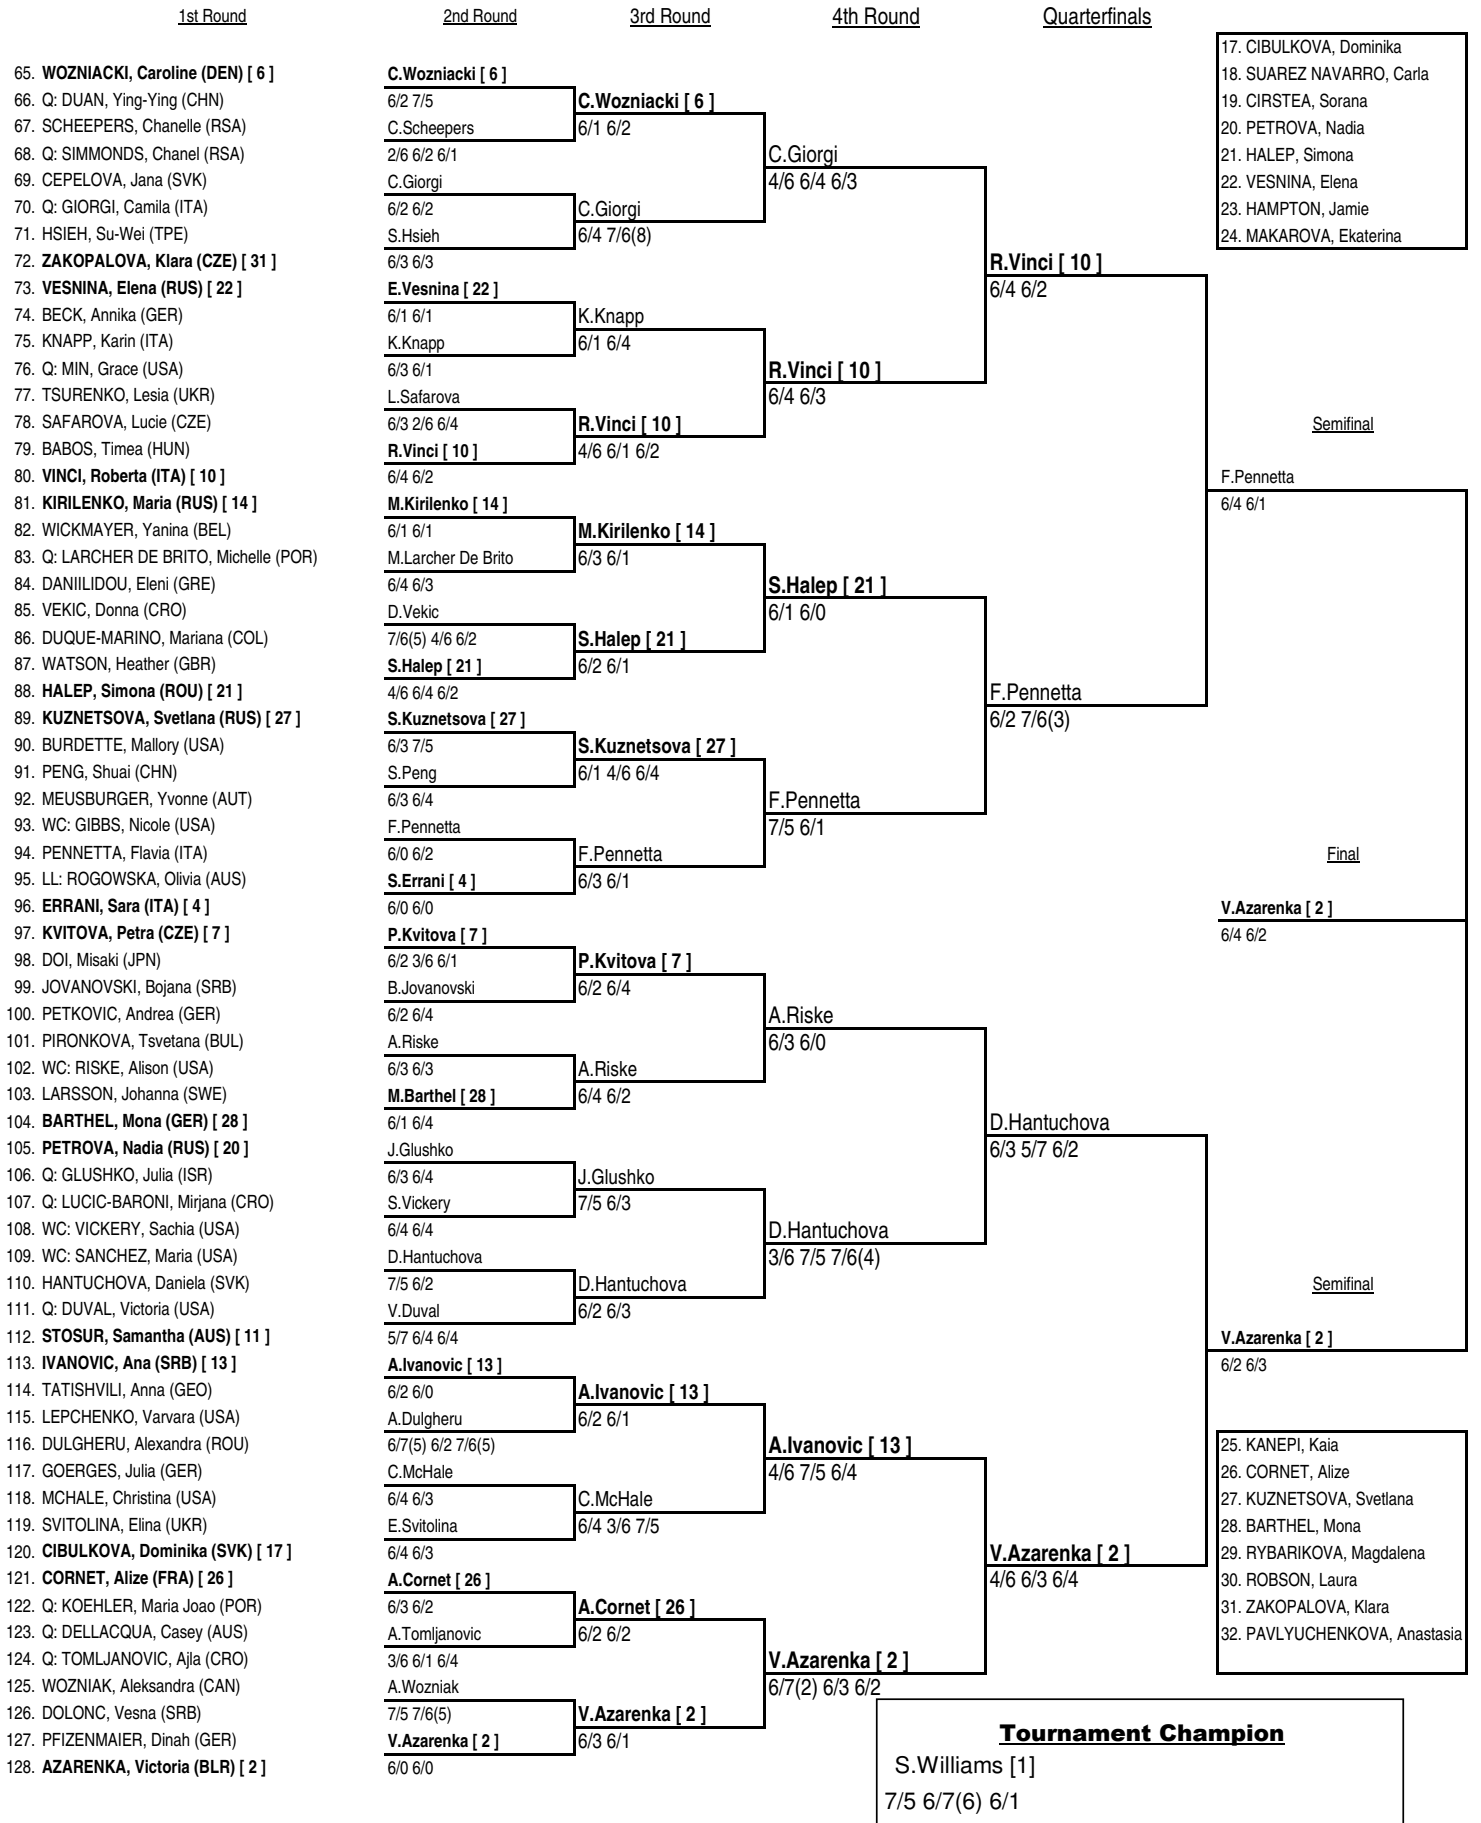 1st Round
2nd Round
3rd Round
4th Round
Quarterfinals
65. WOZNIACKI, Caroline (DEN) [ 6 ]
66. Q: DUAN, Ying-Ying (CHN)
67. SCHEEPERS, Chanelle (RSA)
68. Q: SIMMONDS, Chanel (RSA)
69. CEPELOVA, Jana (SVK)
70. Q: GIORGI, Camila (ITA)
71. HSIEH, Su-Wei (TPE)
72. ZAKOPALOVA, Klara (CZE) [ 31 ]
73. VESNINA, Elena (RUS) [ 22 ]
74. BECK, Annika (GER)
75. KNAPP, Karin (ITA)
76. Q: MIN, Grace (USA)
77. TSURENKO, Lesia (UKR)
78. SAFAROVA, Lucie (CZE)
79. BABOS, Timea (HUN)
80. VINCI, Roberta (ITA) [ 10 ]
81. KIRILENKO, Maria (RUS) [ 14 ]
82. WICKMAYER, Yanina (BEL)
83. Q: LARCHER DE BRITO, Michelle (POR)
84. DANIILIDOU, Eleni (GRE)
85. VEKIC, Donna (CRO)
86. DUQUE-MARINO, Mariana (COL)
87. WATSON, Heather (GBR)
88. HALEP, Simona (ROU) [ 21 ]
89. KUZNETSOVA, Svetlana (RUS) [ 27 ]
90. BURDETTE, Mallory (USA)
91. PENG, Shuai (CHN)
92. MEUSBURGER, Yvonne (AUT)
93. WC: GIBBS, Nicole (USA)
94. PENNETTA, Flavia (ITA)
95. LL: ROGOWSKA, Olivia (AUS)
96. ERRANI, Sara (ITA) [ 4 ]
97. KVITOVA, Petra (CZE) [ 7 ]
98. DOI, Misaki (JPN)
99. JOVANOVSKI, Bojana (SRB)
100. PETKOVIC, Andrea (GER)
101. PIRONKOVA, Tsvetana (BUL)
102. WC: RISKE, Alison (USA)
103. LARSSON, Johanna (SWE)
104. BARTHEL, Mona (GER) [ 28 ]
105. PETROVA, Nadia (RUS) [ 20 ]
106. Q: GLUSHKO, Julia (ISR)
107. Q: LUCIC-BARONI, Mirjana (CRO)
108. WC: VICKERY, Sachia (USA)
109. WC: SANCHEZ, Maria (USA)
110. HANTUCHOVA, Daniela (SVK)
111. Q: DUVAL, Victoria (USA)
112. STOSUR, Samantha (AUS) [ 11 ]
113. IVANOVIC, Ana (SRB) [ 13 ]
114. TATISHVILI, Anna (GEO)
115. LEPCHENKO, Varvara (USA)
116. DULGHERU, Alexandra (ROU)
117. GOERGES, Julia (GER)
118. MCHALE, Christina (USA)
119. SVITOLINA, Elina (UKR)
120. CIBULKOVA, Dominika (SVK) [ 17 ]
121. CORNET, Alize (FRA) [ 26 ]
122. Q: KOEHLER, Maria Joao (POR)
123. Q: DELLACQUA, Casey (AUS)
124. Q: TOMLJANOVIC, Ajla (CRO)
125. WOZNIAK, Aleksandra (CAN)
126. DOLONC, Vesna (SRB)
127. PFIZENMAIER, Dinah (GER)
128. AZARENKA, Victoria (BLR) [ 2 ]
C.Wozniacki [ 6 ]
6/2 7/5
C.Scheepers
2/6 6/2 6/1
C.Giorgi
6/2 6/2
S.Hsieh
6/3 6/3
E.Vesnina [ 22 ]
6/1 6/1
K.Knapp
6/3 6/1
L.Safarova
6/3 2/6 6/4
R.Vinci [ 10 ]
6/4 6/2
M.Kirilenko [ 14 ]
6/1 6/1
M.Larcher De Brito
6/4 6/3
D.Vekic
7/6(5) 4/6 6/2
S.Halep [ 21 ]
4/6 6/4 6/2
S.Kuznetsova [ 27 ]
6/3 7/5
S.Peng
6/3 6/4
F.Pennetta
6/0 6/2
S.Errani [ 4 ]
6/0 6/0
P.Kvitova [ 7 ]
6/2 3/6 6/1
B.Jovanovski
6/2 6/4
A.Riske
6/3 6/3
M.Barthel [ 28 ]
6/1 6/4
J.Glushko
6/3 6/4
S.Vickery
6/4 6/4
D.Hantuchova
7/5 6/2
V.Duval
5/7 6/4 6/4
A.Ivanovic [ 13 ]
6/2 6/0
A.Dulgheru
6/7(5) 6/2 7/6(5)
C.McHale
6/4 6/3
E.Svitolina
6/4 6/3
A.Cornet [ 26 ]
6/3 6/2
A.Tomljanovic
3/6 6/1 6/4
A.Wozniak
7/5 7/6(5)
V.Azarenka [ 2 ]
6/0 6/0
C.Wozniacki [ 6 ]
6/1 6/2
C.Giorgi
6/4 7/6(8)
K.Knapp
6/1 6/4
R.Vinci [ 10 ]
4/6 6/1 6/2
M.Kirilenko [ 14 ]
6/3 6/1
S.Halep [ 21 ]
6/2 6/1
S.Kuznetsova [ 27 ]
6/1 4/6 6/4
F.Pennetta
6/3 6/1
P.Kvitova [ 7 ]
6/2 6/4
A.Riske
6/4 6/2
J.Glushko
7/5 6/3
D.Hantuchova
6/2 6/3
A.Ivanovic [ 13 ]
6/2 6/1
C.McHale
6/4 3/6 7/5
A.Cornet [ 26 ]
6/2 6/2
V.Azarenka [ 2 ]
6/3 6/1
C.Giorgi
4/6 6/4 6/3
R.Vinci [ 10 ]
6/4 6/3
S.Halep [ 21 ]
6/1 6/0
F.Pennetta
7/5 6/1
A.Riske
6/3 6/0
D.Hantuchova
3/6 7/5 7/6(4)
A.Ivanovic [ 13 ]
4/6 7/5 6/4
V.Azarenka [ 2 ]
6/7(2) 6/3 6/2
R.Vinci [ 10 ]
6/4 6/2
F.Pennetta
6/2 7/6(3)
D.Hantuchova
6/3 5/7 6/2
V.Azarenka [ 2 ]
4/6 6/3 6/4
17. CIBULKOVA, Dominika
18. SUAREZ NAVARRO, Carla
19. CIRSTEA, Sorana
20. PETROVA, Nadia
21. HALEP, Simona
22. VESNINA, Elena
23. HAMPTON, Jamie
24. MAKAROVA, Ekaterina
Semifinal
F.Pennetta
6/4 6/1
Final
V.Azarenka [ 2 ]
6/4 6/2
Semifinal
V.Azarenka [ 2 ]
6/2 6/3
25. KANEPI, Kaia
26. CORNET, Alize
27. KUZNETSOVA, Svetlana
28. BARTHEL, Mona
29. RYBARIKOVA, Magdalena
30. ROBSON, Laura
31. ZAKOPALOVA, Klara
32. PAVLYUCHENKOVA, Anastasia
Tournament Champion
S.Williams [1]
7/5 6/7(6) 6/1